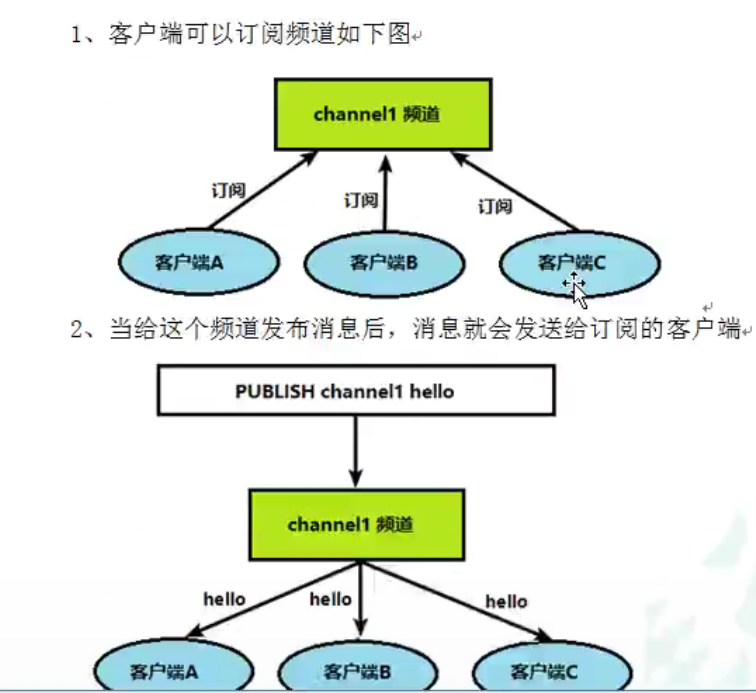 1、客户端可以订阅频道如下图
channel1 频道
订阅
订阅
订阅
客户端A
客户端B
客户端C
2、当给这个频道发布消息后，消息就会发送给订阅的客户端
PUBLISH channel1 hello
channel1 频道
hello
hello
hello
客户端A
客户端B
客户端C